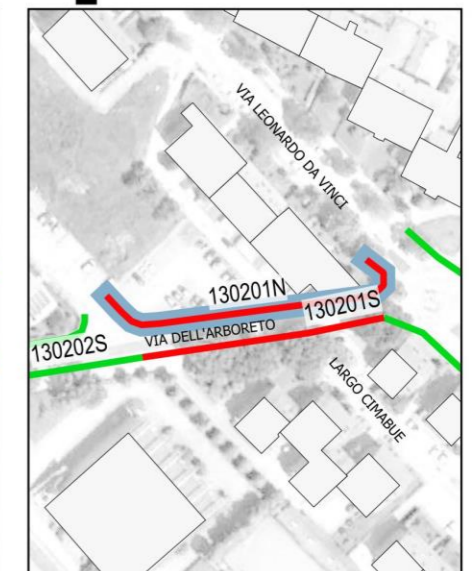 VIA LEONARDO DA VINCI
130201N
130201S
VIA DELL'ARBORETO
130202S
LARGO CIMABUE